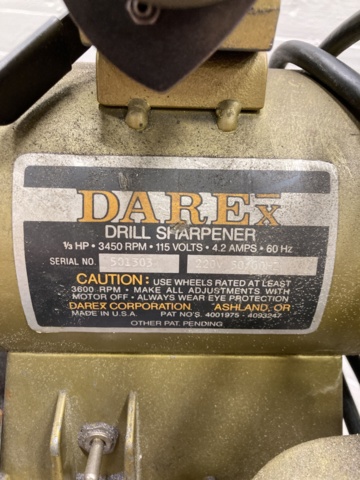 DAREX
DRILL SHARPENER
⅓ HP • 3450 RPM • 115 VOLTS • 4.2 AMPS • 60 Hz
SERIAL NO. 501303
CAUTION: USE WHEELS RATED AT LEAST
3600 RPM • MAKE ALL ADJUSTMENTS WITH
MOTOR OFF • ALWAYS WEAR EYE PROTECTION
DAREX CORPORATION, ASHLAND, OR
MADE IN U.S.A. PAT NO'S. 4001975 - 4093247
OTHER PAT. PENDING